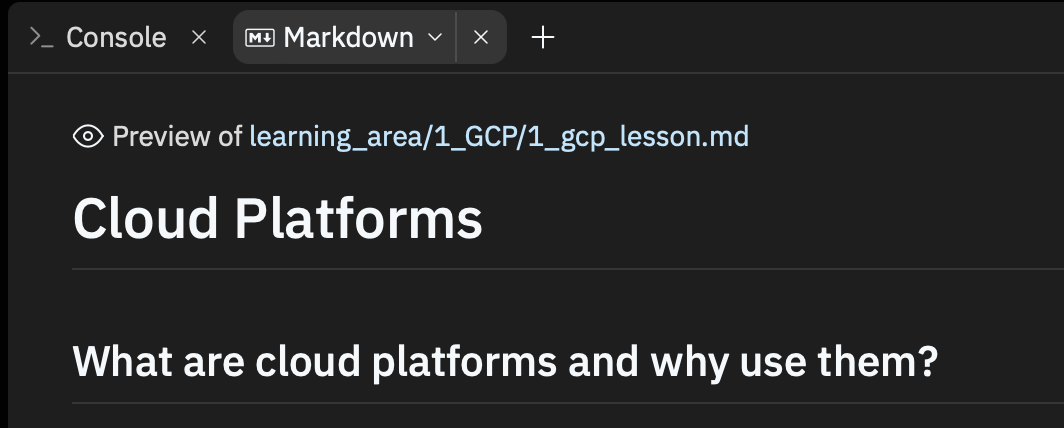 >_ Console ×
M↓ Markdown ×
+
Preview of learning_area/1_GCP/1_gcp_lesson.md
Cloud Platforms
What are cloud platforms and why use them?